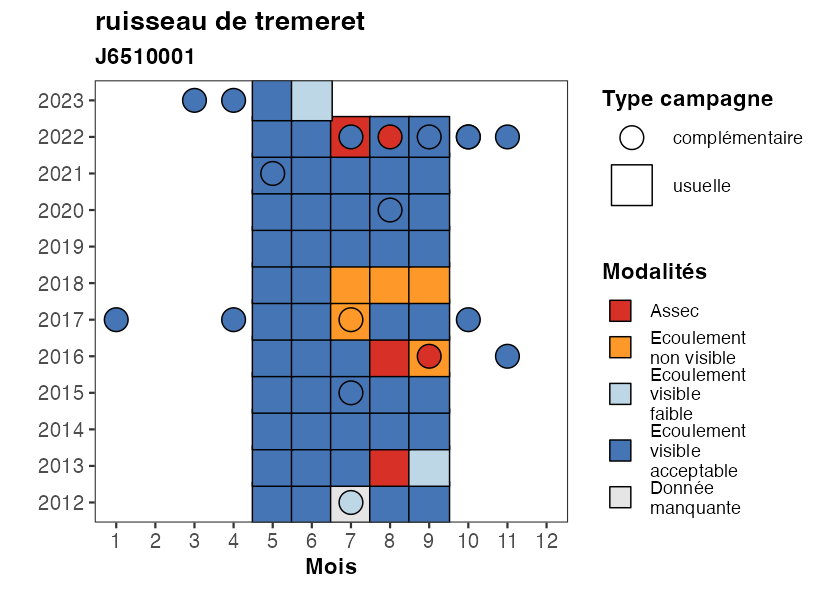 ruisseau de tremeret
J6510001
2023
2022
2021
2020
2019
2018
2017
2016
2015
2014
2013
2012
1 2 3 4 5 6 7 8 9 10 11 12
Mois
Type campagne
complémentaire
usuelle
Modalités
Assec
Ecoulement
non visible
Ecoulement
visible
faible
Ecoulement
visible
acceptable
Donnée
manquante